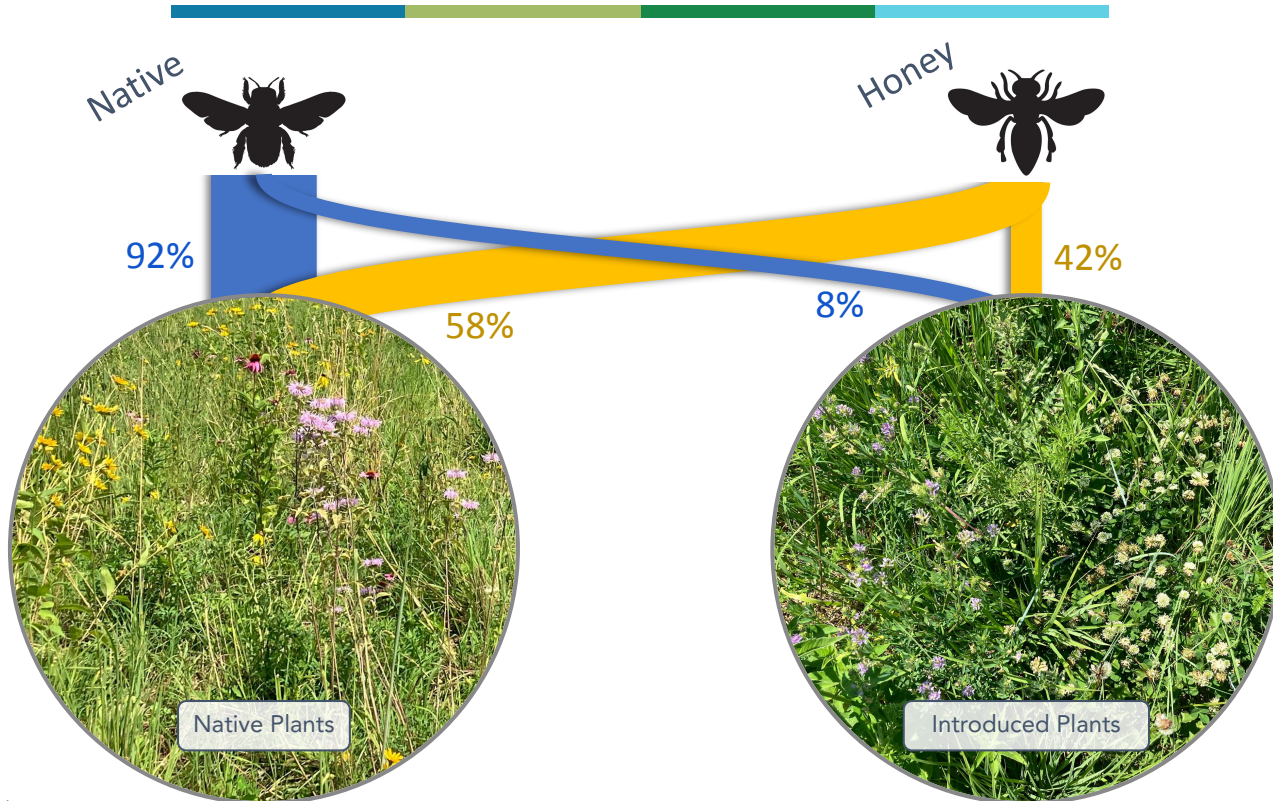 Native
Honey
92%
42%
8%
58%
Native Plants
Introduced Plants